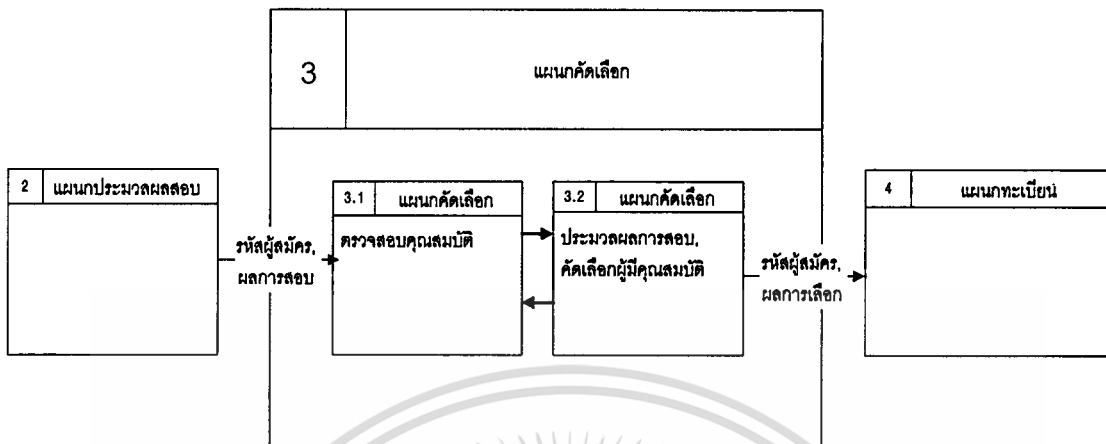 3
แผนกคัดเลือก
2
แผนกประมวลผลสอบ
รหัสผู้สมัคร,
ผลการสอบ
3.1
แผนกคัดเลือก
ตรวจสอบคุณสมบัติ
3.2
แผนกคัดเลือก
ประมวลผลการสอบ,
คัดเลือกผู้มีคุณสมบัติ
รหัสผู้สมัคร,
ผลการเลือก
4
แผนกทะเบียน